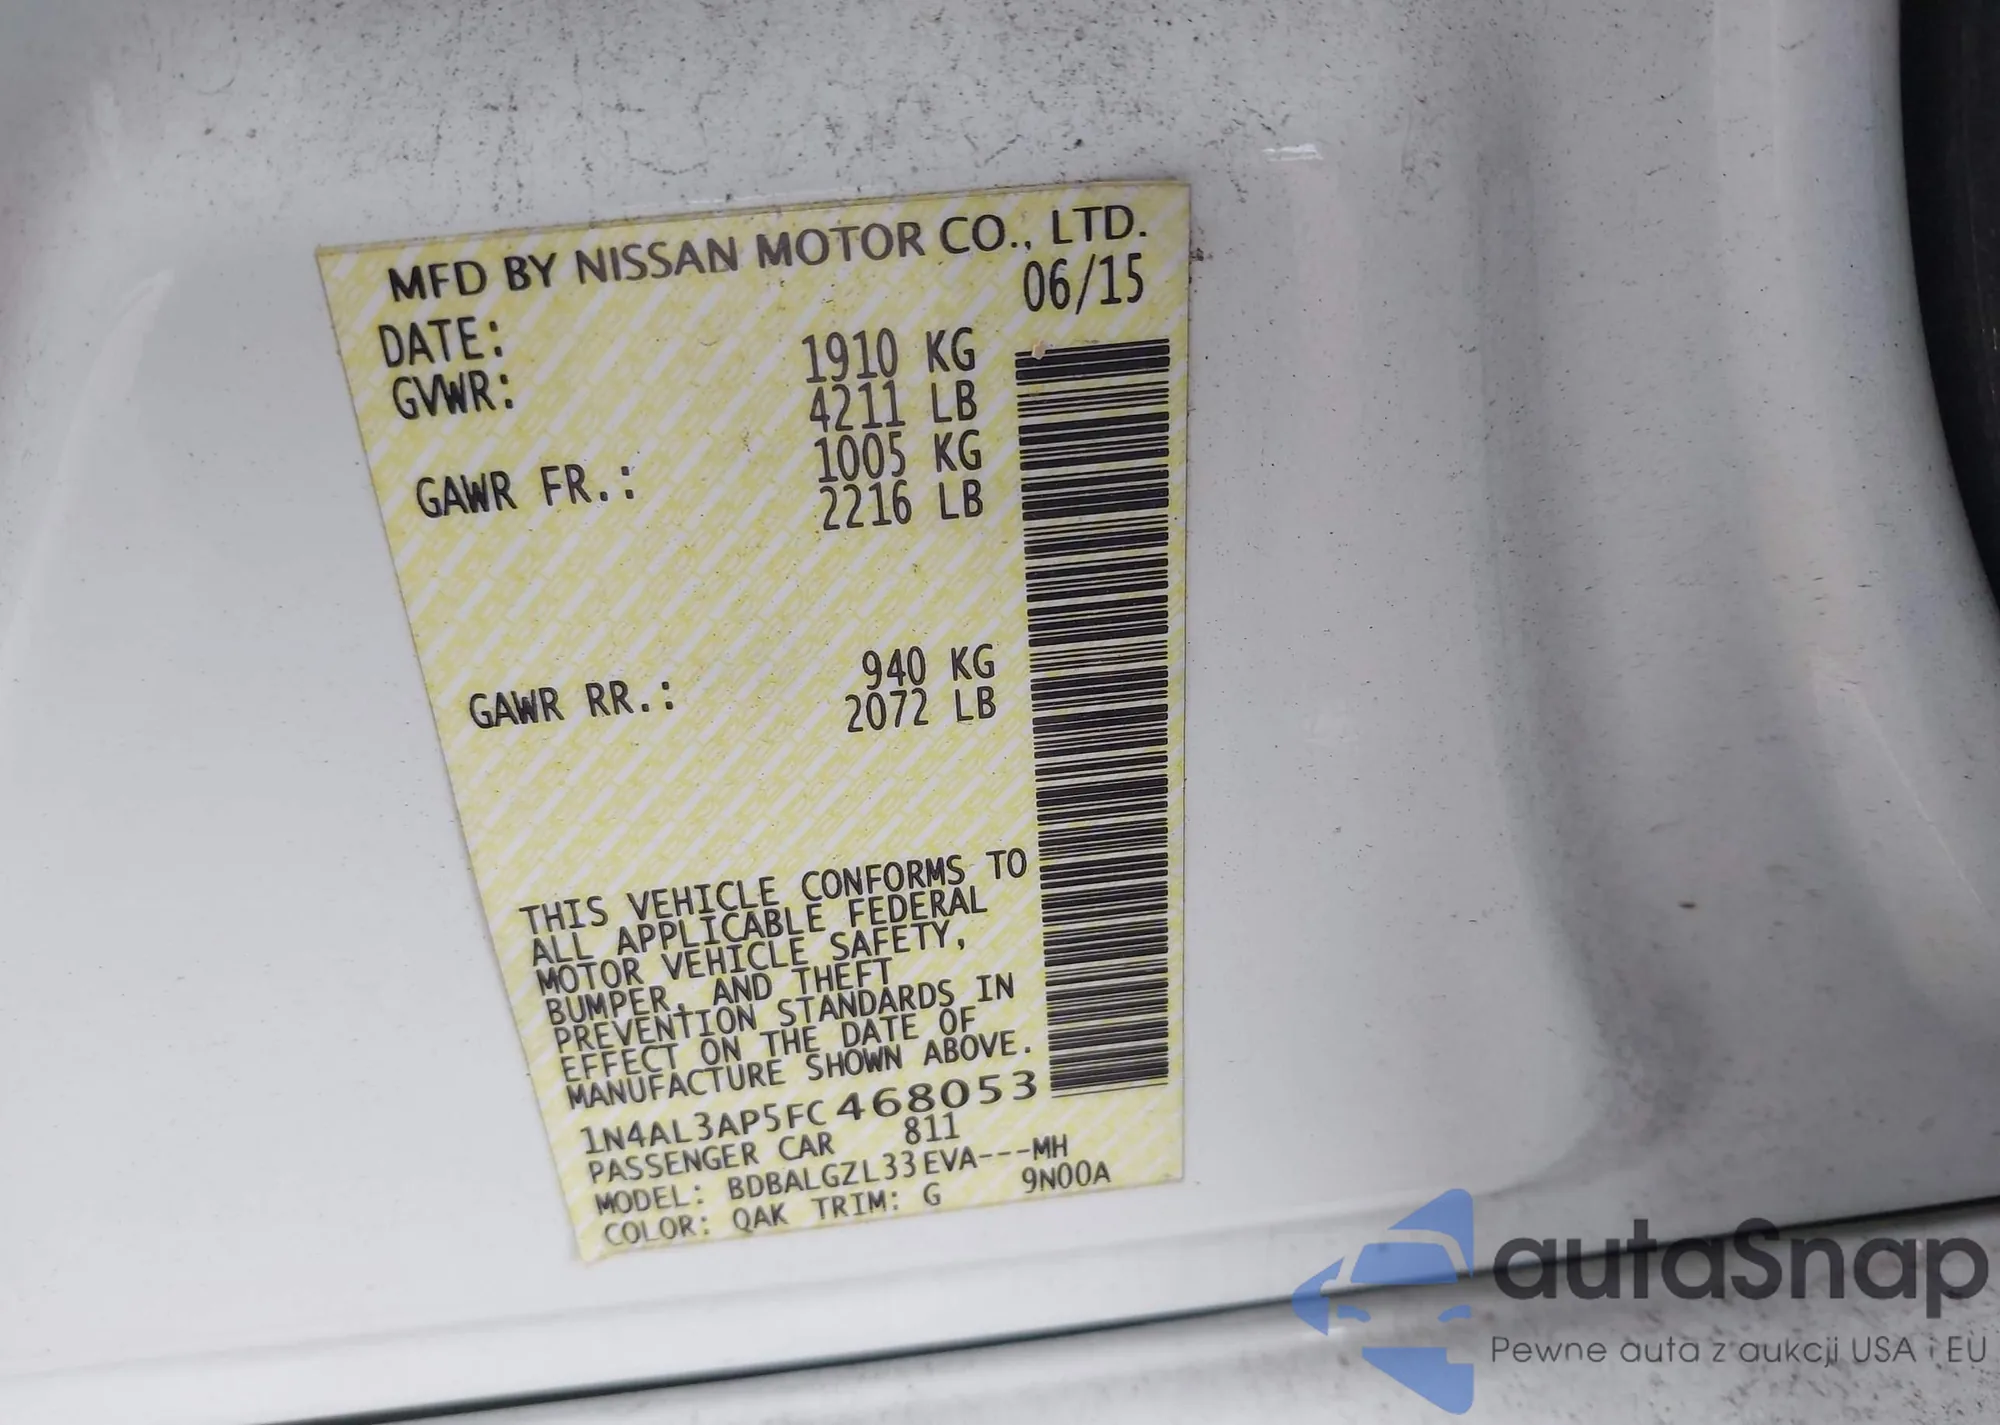 MFD BY NISSAN MOTOR CO., LTD.
DATE: 06/15
GVWR: 1910 KG
4211 LB
GAWR FR.: 1005 KG
2216 LB
GAWR RR.: 940 KG
2072 LB
THIS VEHICLE CONFORMS TO
ALL APPLICABLE FEDERAL
MOTOR VEHICLE SAFETY,
BUMPER, AND THEFT
PREVENTION STANDARDS IN
EFFECT ON THE DATE OF
MANUFACTURE SHOWN ABOVE.
1N4AL3AP5FC468053
PASSENGER CAR 811
MODEL: BDBALGZL33EVA---MH
COLOR: QAK TRIM: G 9N00A
autaSnap
Pewne auta z aukcji USA i EU